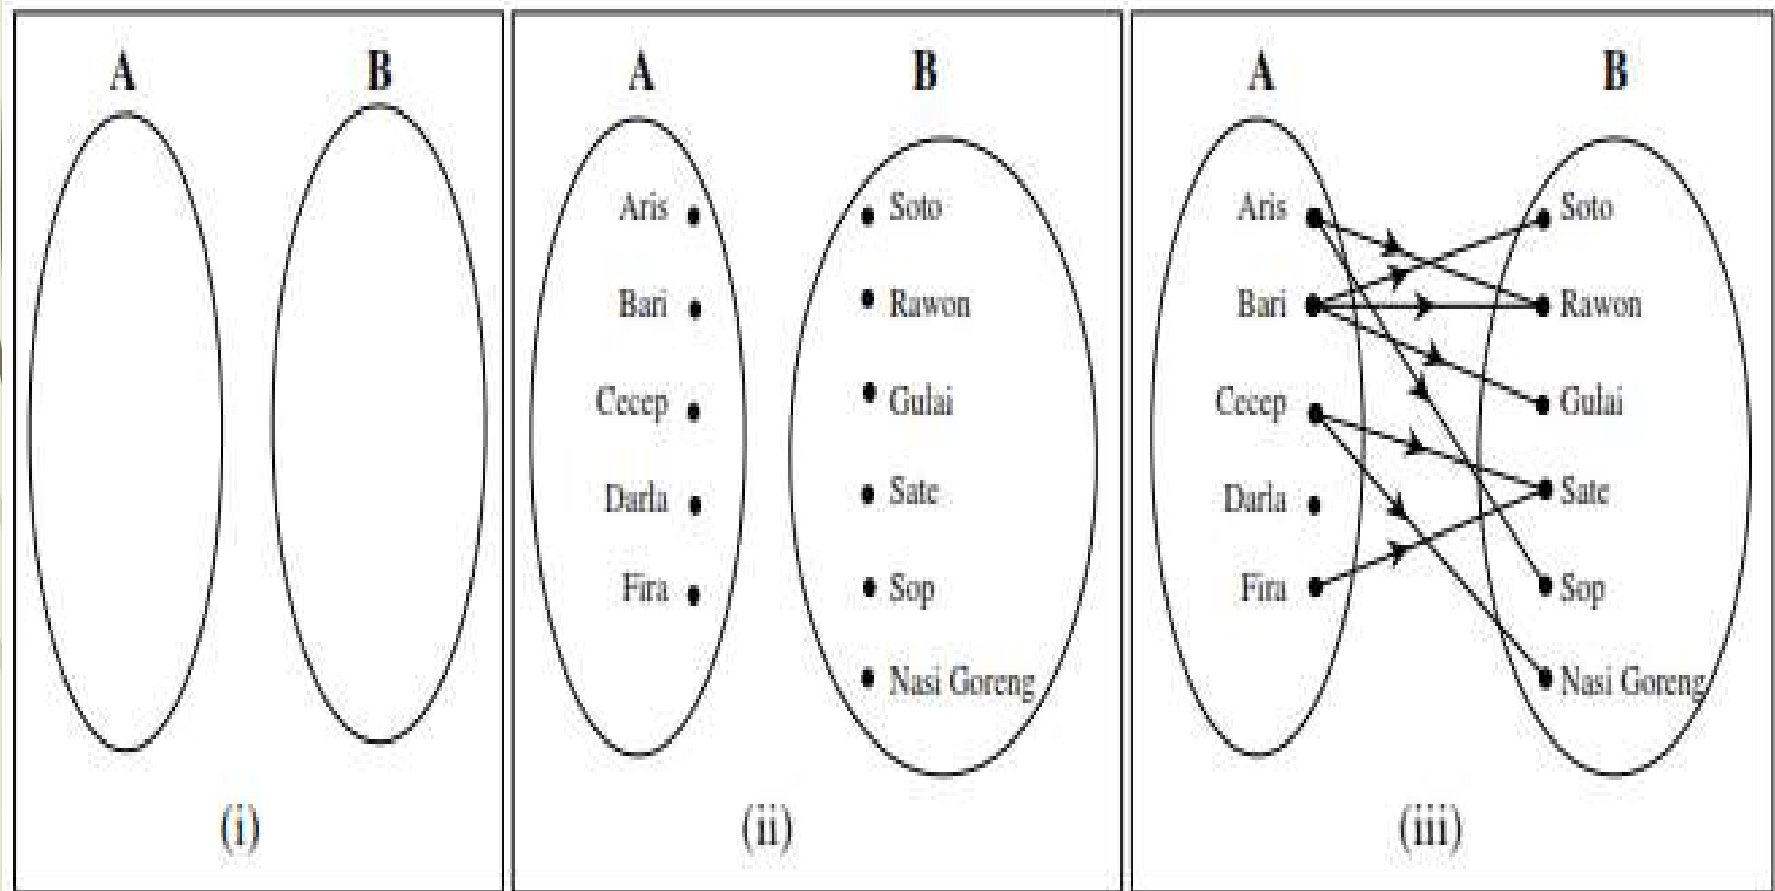 A B
(i)
A B
Aris Soto
Bari Rawon
Cecep Gulai
Darla Sate
Fira Sop
Nasi Goreng
(ii)
A B
Aris Soto
Bari Rawon
Cecep Gulai
Darla Sate
Fira Sop
Nasi Goreng
(iii)